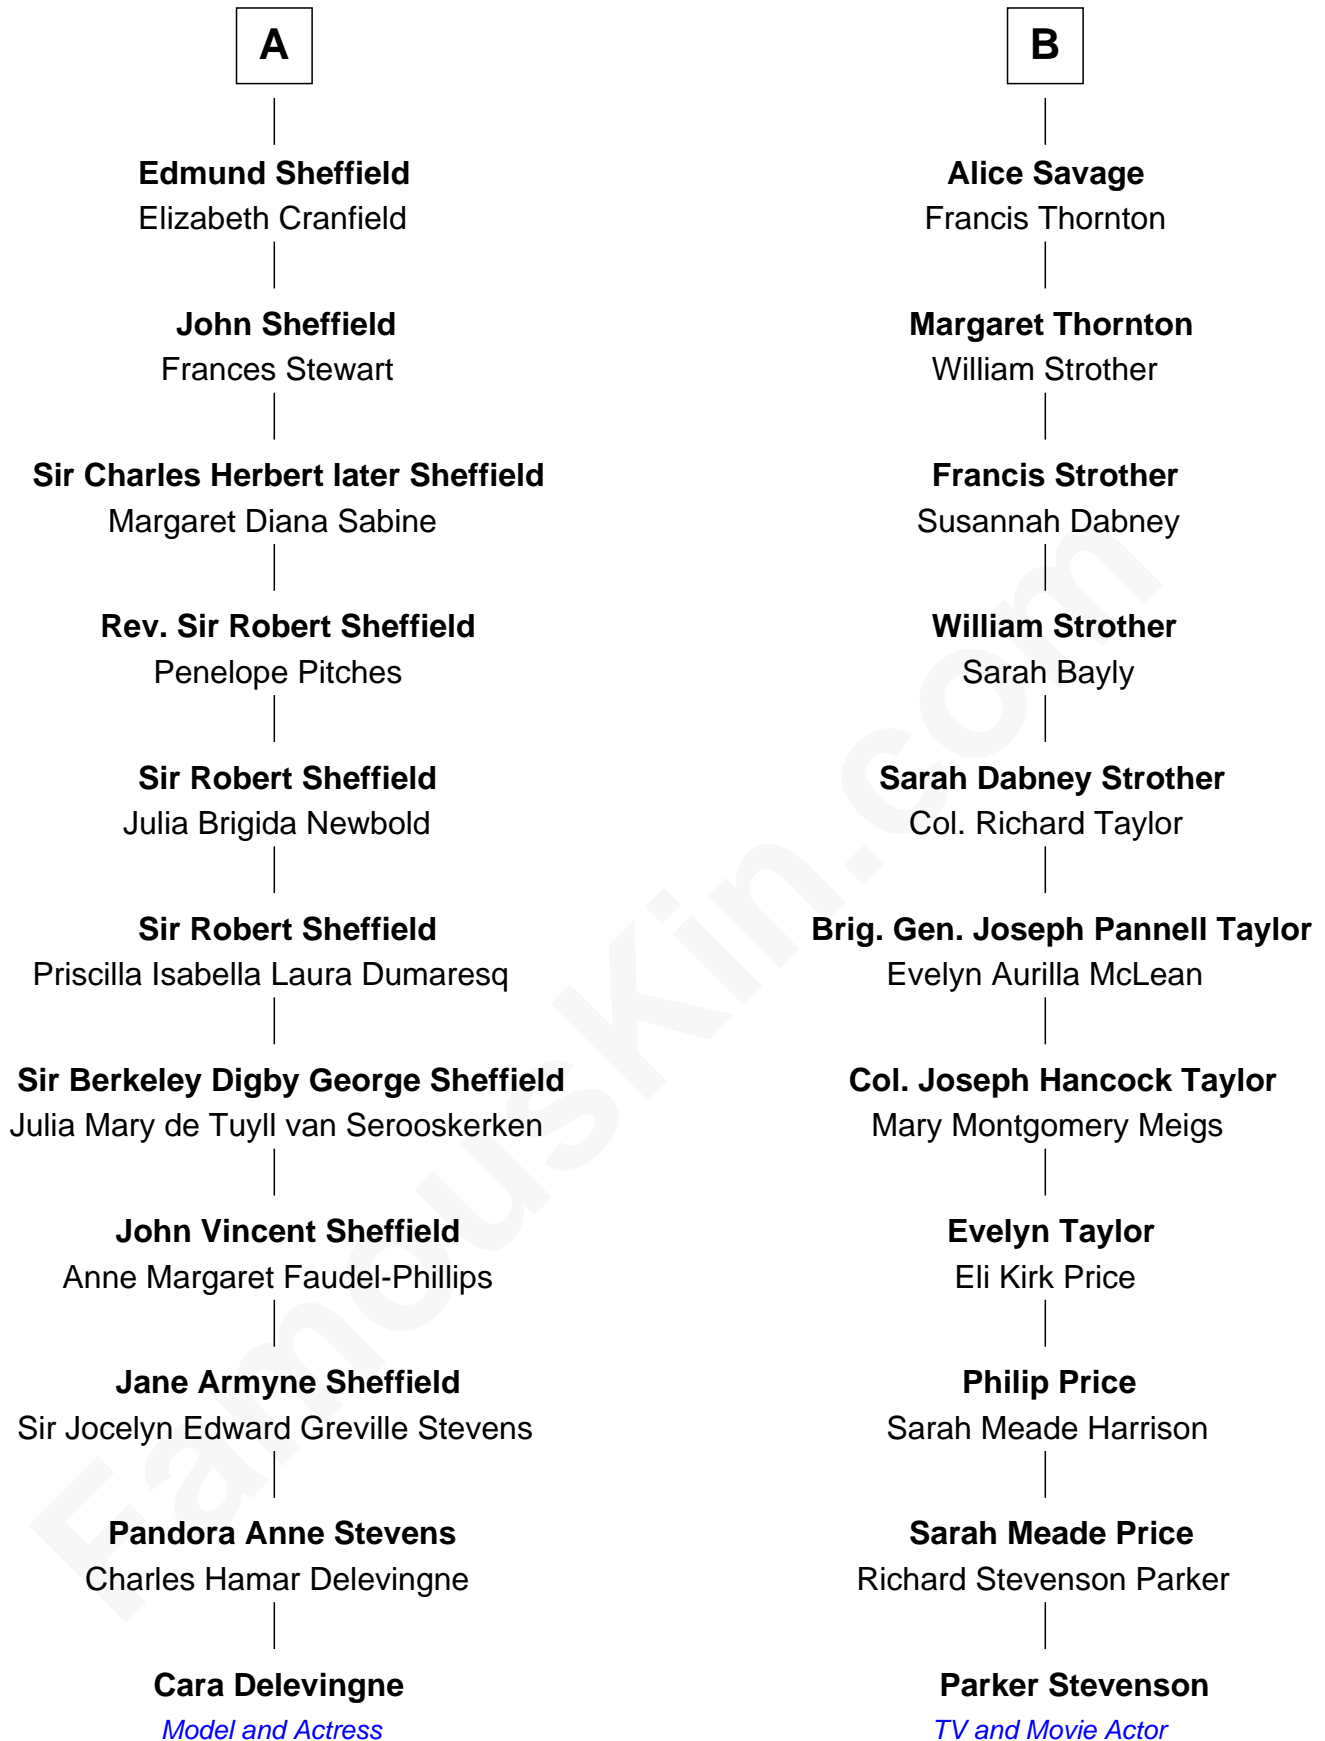 A
Edmund Sheffield
Elizabeth Cranfield
John Sheffield
Frances Stewart
Sir Charles Herbert later Sheffield
Margaret Diana Sabine
Rev. Sir Robert Sheffield
Penelope Pitches
Sir Robert Sheffield
Julia Brigida Newbold
Sir Robert Sheffield
Priscilla Isabella Laura Dumaresq
Sir Berkeley Digby George Sheffield
Julia Mary de Tuyll van Serooskerken
John Vincent Sheffield
Anne Margaret Faudel-Phillips
Jane Armyne Sheffield
Sir Jocelyn Edward Greville Stevens
Pandora Anne Stevens
Charles Hamar Delevingne
Cara Delevingne
Model and Actress
B
Alice Savage
Francis Thornton
Margaret Thornton
William Strother
Francis Strother
Susannah Dabney
William Strother
Sarah Bayly
Sarah Dabney Strother
Col. Richard Taylor
Brig. Gen. Joseph Pannell Taylor
Evelyn Aurilla McLean
Col. Joseph Hancock Taylor
Mary Montgomery Meigs
Evelyn Taylor
Eli Kirk Price
Philip Price
Sarah Meade Harrison
Sarah Meade Price
Richard Stevenson Parker
Parker Stevenson
TV and Movie Actor
FamousKin.com